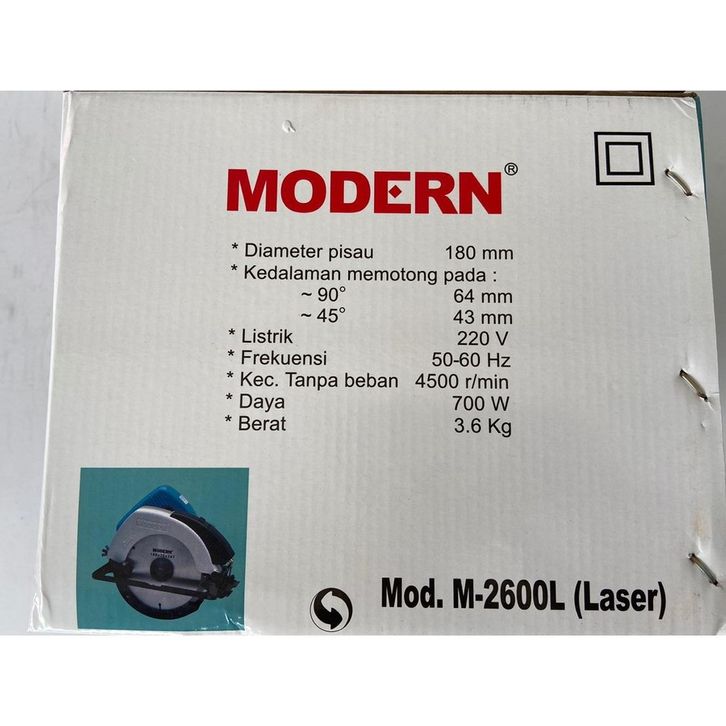 MODERN®
* Diameter pisau 180 mm
* Kedalaman memotong pada :
~ 90° 64 mm
~ 45° 43 mm
* Listrik 220 V
* Frekuensi 50-60 Hz
* Kec. Tanpa beban 4500 r/min
* Daya 700 W
* Berat 3.6 Kg
MODERN
Mod. M-2600L (Laser)